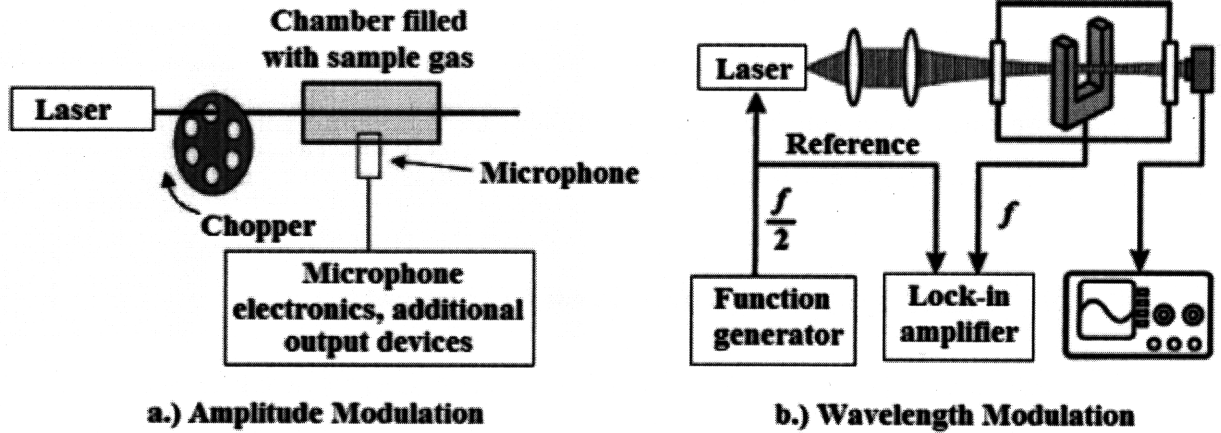 Chamber filled
with sample gas
Laser
Microphone
Chopper
Microphone
electronics, additional
output devices
a.) Amplitude Modulation
Laser
Reference
f
2
f
Function
generator
Lock-in
amplifier
b.) Wavelength Modulation